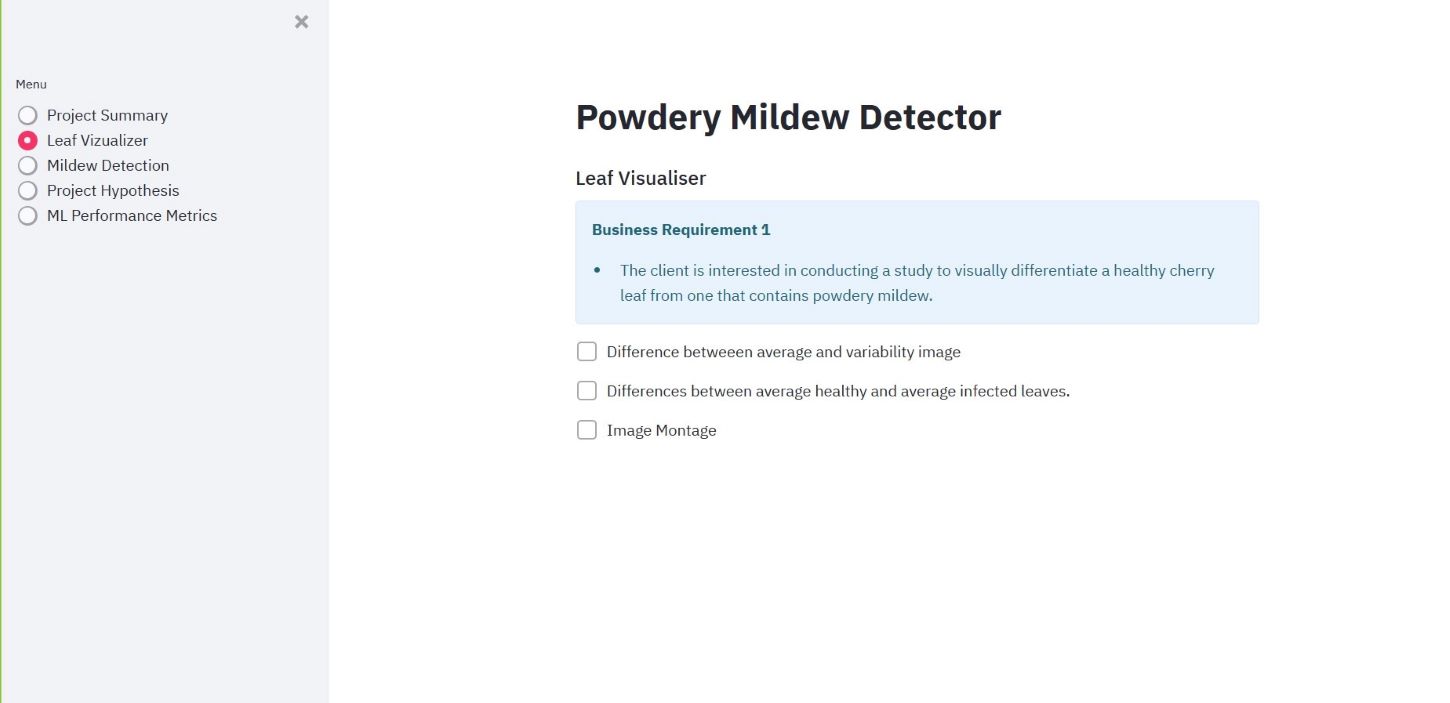 Menu
Project Summary
Leaf Vizualizer
Mildew Detection
Project Hypothesis
ML Performance Metrics
Powdery Mildew Detector
Leaf Visualiser
Business Requirement 1
• The client is interested in conducting a study to visually differentiate a healthy cherry
leaf from one that contains powdery mildew.
Difference betweeen average and variability image
Differences between average healthy and average infected leaves.
Image Montage